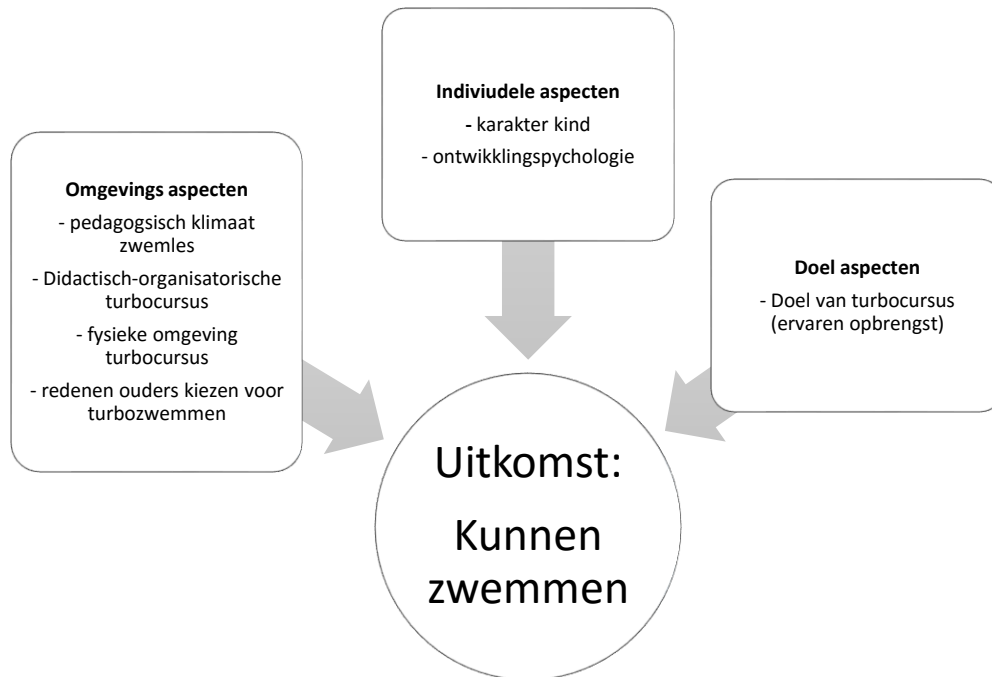 Omgevings aspecten
- pedagogsisch klimaat
zwemles
- Didactisch-organisatorische
turbocursus
- fysieke omgeving
turbocursus
- redenen ouders kiezen voor
turbozwemmen
Indiviudele aspecten
- karakter kind
- ontwikklingspychologie
Doel aspecten
- Doel van turbocursus
(ervaren opbrengst)
Uitkomst:
Kunnen
zwemmen